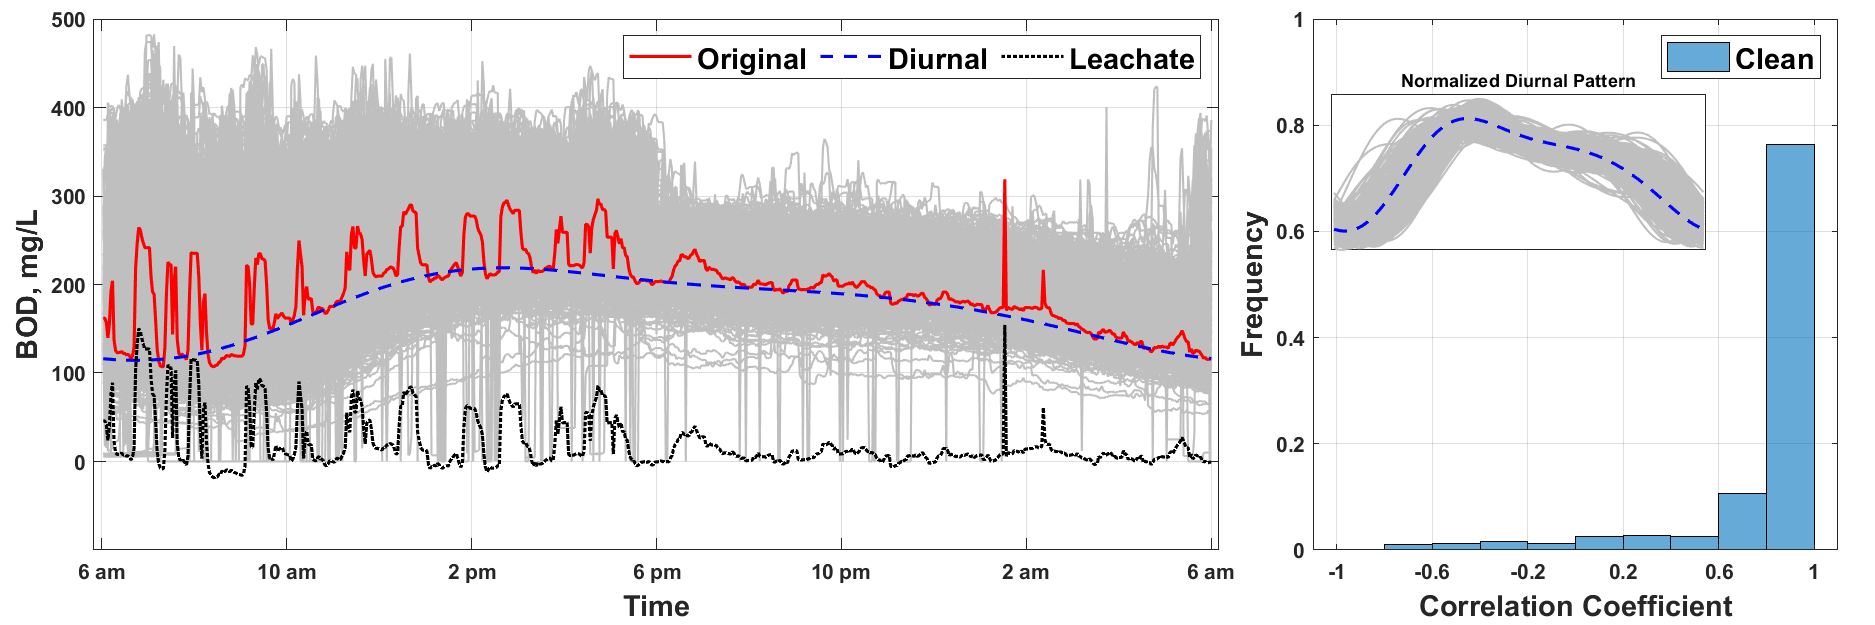 500
400
300
200
100
0
BOD, mg/L
Original Diurnal Leachate
6 am 10 am 2 pm 6 pm 10 pm 2 am 6 am
Time
1
0.8
0.6
0.4
0.2
0
Frequency
Clean
Normalized Diurnal Pattern
-1 -0.6 -0.2 0.2 0.6 1
Correlation Coefficient